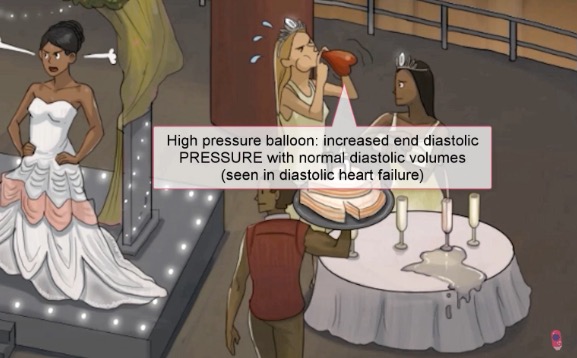 High pressure balloon: increased end diastolic
PRESSURE with normal diastolic volumes
(seen in diastolic heart failure)